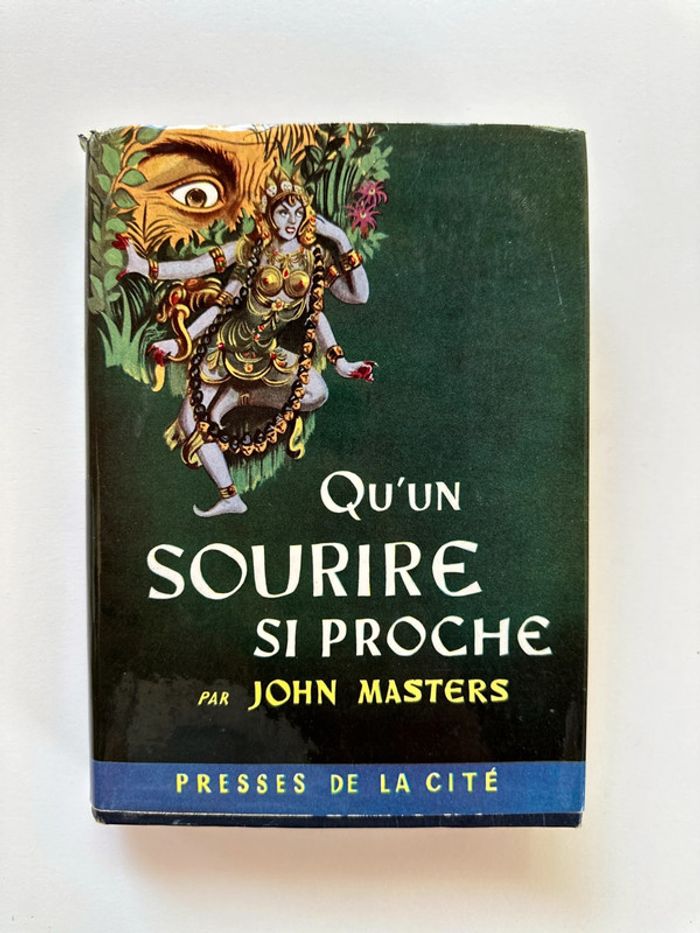 QU'UN
SOURIRE
SI PROCHE
PAR JOHN MASTERS
PRESSES DE LA CITÉ